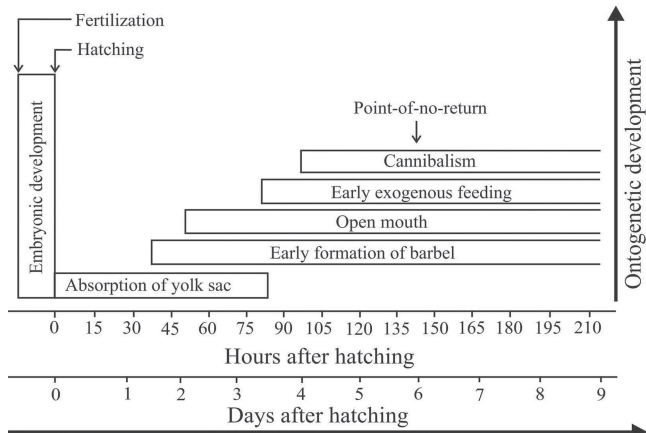 Fertilization
Hatching
Embryonic development
Point-of-no-return
Cannibalism
Early exogenous feeding
Open mouth
Early formation of barbel
Absorption of yolk sac
Ontogenetic development
0 15 30 45 60 75 90 105 120 135 150 165 180 195 210
Hours after hatching
0 1 2 3 4 5 6 7 8 9
Days after hatching